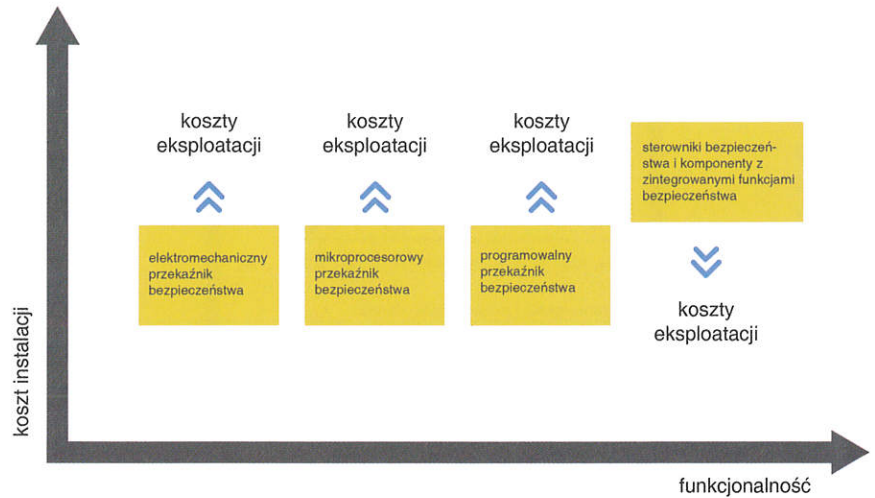 koszty
eksploatacji
koszty
eksploatacji
koszty
eksploatacji
sterowniki bezpieczeń-
stwa i komponenty z
zintegrowanymi funkcjami
bezpieczeństwa
elektromechaniczny
przekaźnik
bezpieczeństwa
mikroprocesorowy
przekaźnik
bezpieczeństwa
programowalny
przekaźnik
bezpieczeństwa
koszty
eksploatacji
koszt instalacji
funkcjonalność